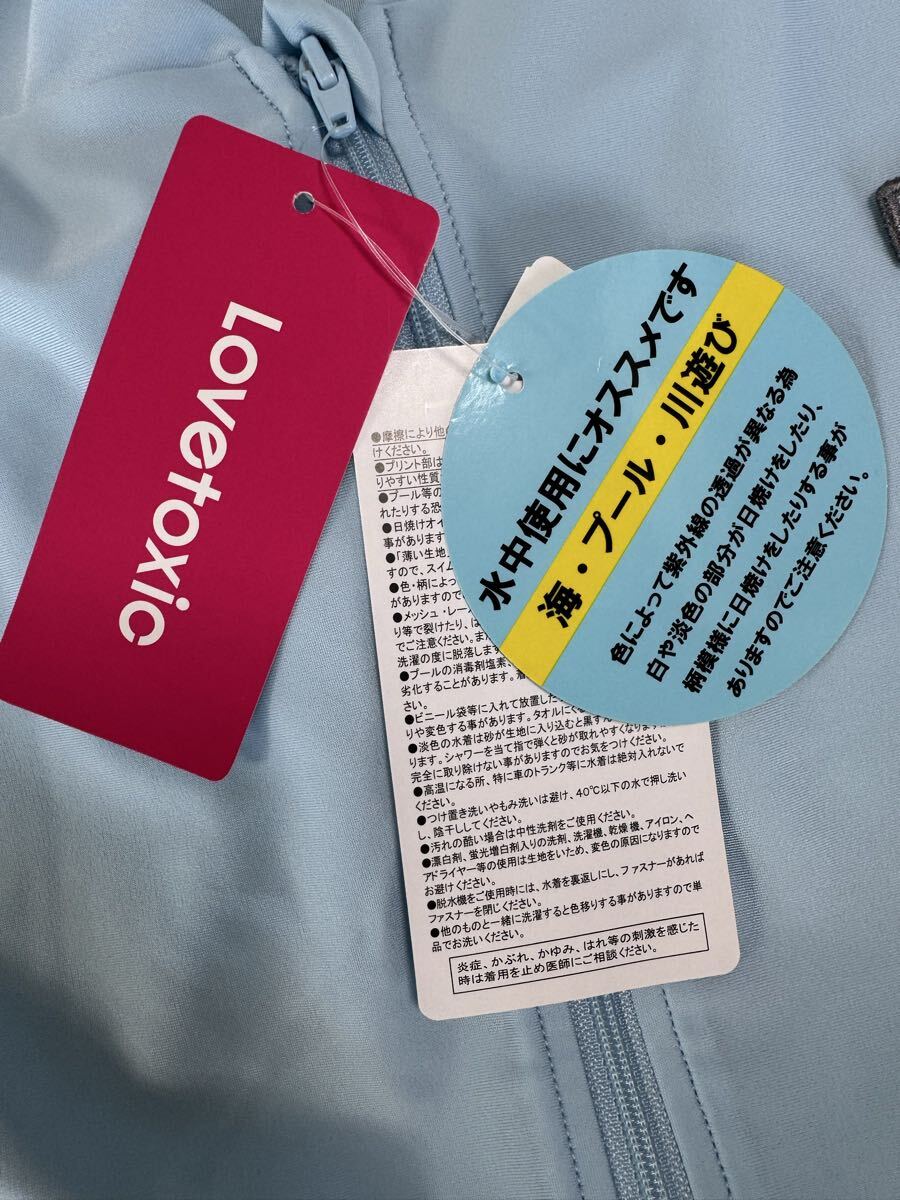 Lovetoxic
水中使用にオススメです
海・プール・川遊び
色によって紫外線の透過が異なる為
白や淡色の部分が日焼けをしたり、
柄模様に日焼けをしたりする事が
ありますのでご注意ください。
●摩擦により他
けください。
●プリント部は
りやすい性質
●プール等の
れたりする恐
●日焼けオイ
事があります
●「薄い生地
すので、スイム
●色・柄によっ
がありますので
●メッシュ・レー
り等で裂けたり、は
でご注意ください。また
洗濯の度に脱落します
●プールの消毒剤塩素、
劣化することがあります。着
さい。
●ビニール袋等に入れて放置した
りや変色する事があります。タオルにく
●淡色の水着は砂が生地に入り込むと黒ずん
ります。シャワーを当て指で弾くと砂が取れやすくなりますが
完全に取り除けない事がありますのでお気をつけください。
●高温になる所、特に車のトランク等に水着は絶対入れないで
ください。
●つけ置き洗いやもみ洗いは避け、40℃以下の水で押し洗い
し、陰干ししてください。
●汚れの酷い場合は中性洗剤をご使用ください。
●漂白剤、蛍光増白剤入りの洗剤、洗濯機、乾燥機、アイロン、ヘ
アドライヤー等の使用は生地をいため、変色の原因になりますので
お避けください。
●脱水機をご使用時には、水着を裏返しにし、ファスナーがあれば
ファスナーを閉じください。
●他のものと一緒に洗濯すると色移りする事がありますので単
品でお洗いください。
炎症、かぶれ、かゆみ、はれ等の刺激を感じた
時は着用を止め医師にご相談ください。